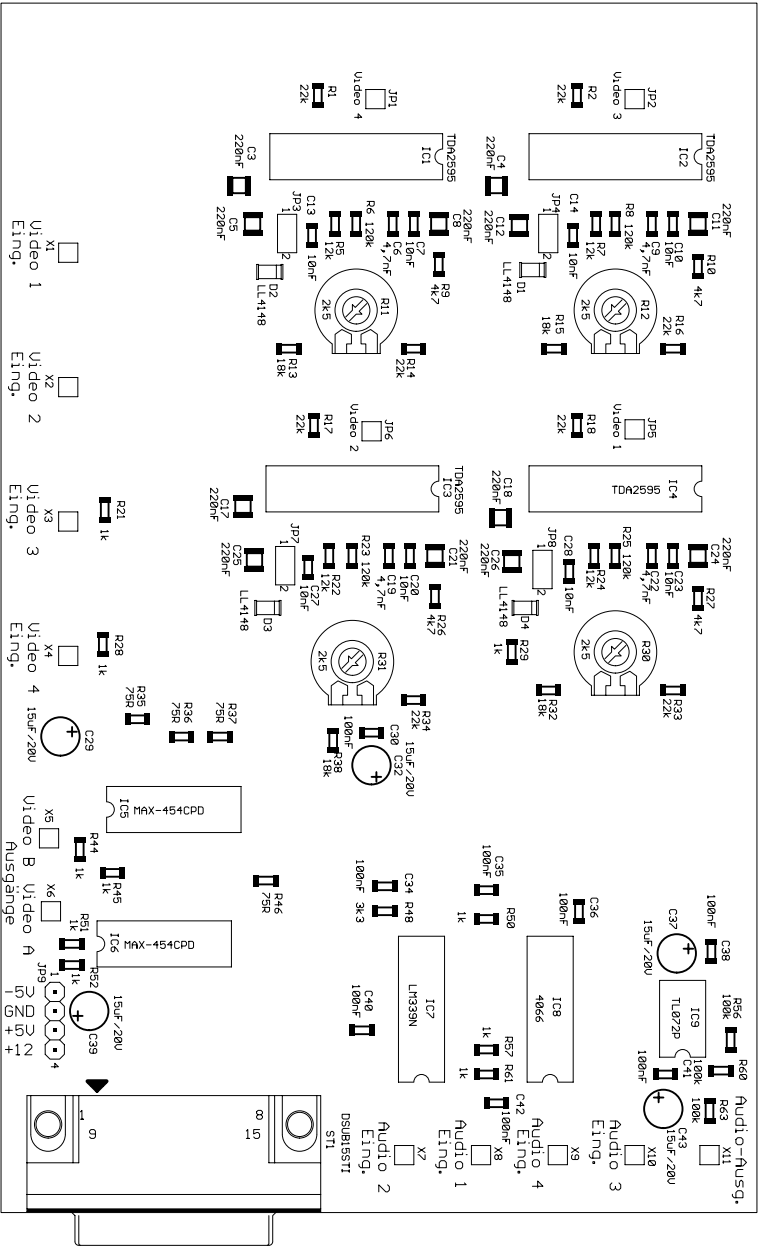 R1
22k
Video 4
JP1
R2
22k
Video 3
JP2
C3
220nF
IC1
TDA2595
C4
220nF
IC2
TDA2595
C5
220nF
JP3
1
2
C13
10nF
R5
12k
R6
120k
C6
4,7nF
C7
10nF
C8
220nF
C12
220nF
JP4
1
2
C14
10nF
R7
12k
R8
120k
C9
4,7nF
C10
10nF
C11
220nF
D2
LL4148
R9
4k7
D1
LL4148
R10
4k7
R11
2k5
R12
2k5
R13
18k
R14
22k
R15
18k
R16
22k
X1
Video 1
Eing.
X2
Video 2
Eing.
X3
Video 3
Eing.
X4
Video 4
Eing.
R17
22k
Video 2
JP6
R18
22k
Video 1
JP5
C17
220nF
IC3
TDA2595
C18
220nF
IC4
TDA2595
R21
1k
C25
220nF
JP7
1
2
C27
10nF
R22
12k
R23
120k
C19
4,7nF
C20
10nF
C21
220nF
C26
220nF
JP8
1
2
C28
10nF
R24
12k
R25
120k
C22
4,7nF
C23
10nF
C24
220nF
D3
LL4148
R26
4k7
D4
LL4148
R27
4k7
R28
1k
R29
1k
R31
2k5
R30
2k5
R32
18k
R33
22k
R34
22k
C29
15uF/20V
R35
75R
R36
75R
R37
75R
R38
18k
C30
100nF
C32
15uF/20V
IC5
MAX-454CPD
X5
Video B
R44
1k
R45
1k
R46
75R
Ausgänge
X6
Video A
R51
1k
IC6
MAX-454CPD
R52
1k
C34
100nF
R48
3k3
C35
100nF
R50
1k
C36
100nF
C37
15uF/20V
C38
100nF
JP9
1
4
-5V
GND
+5V
+12
C39
15uF/20V
C40
100nF
IC7
LM339N
IC8
4066
IC9
TL072P
R56
100k
R57
1k
R61
1k
C41
100nF
R60
100k
R63
100k
C42
100nF
C43
15uF/20V
1
8
9
15
ST1
DSUB15STI
X7
Audio 2
Eing.
X8
Audio 1
Eing.
X9
Audio 4
Eing.
X10
Audio 3
Eing.
X11
Audio-Ausg.